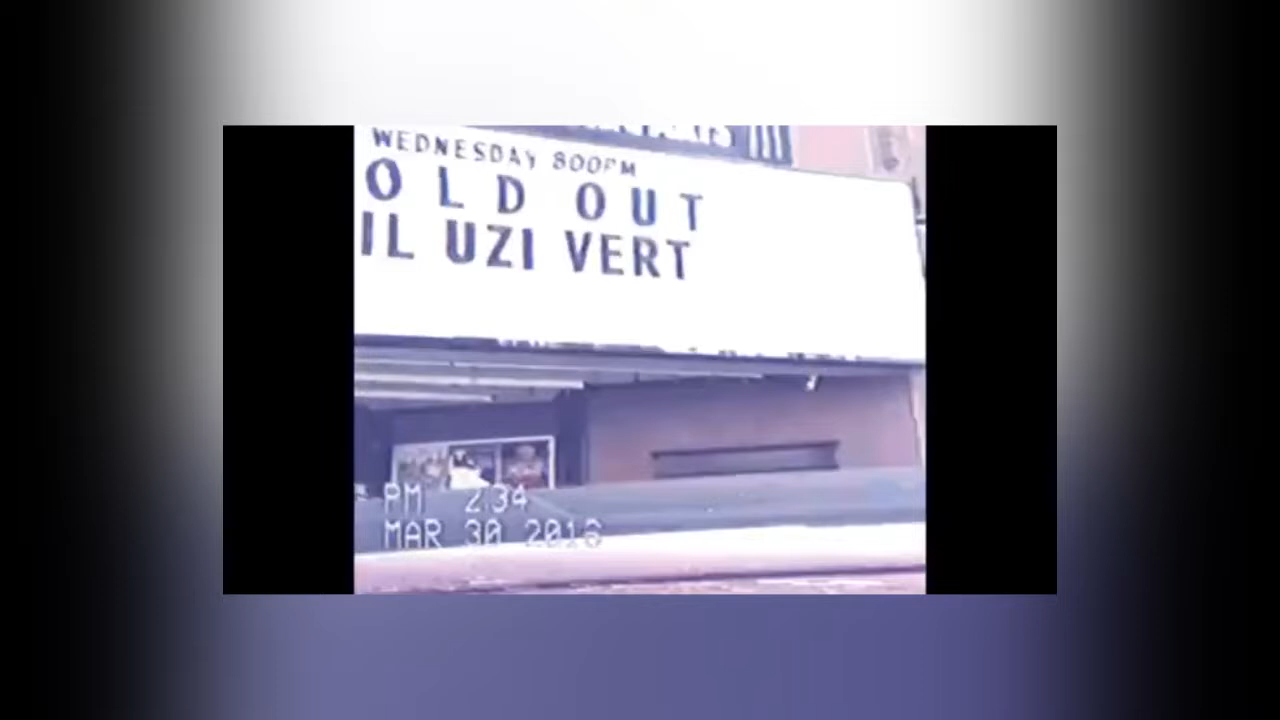 WEDNESDAY 800PM
OLD OUT
IL UZI VERT
PM 2:34
MAR 30 2016